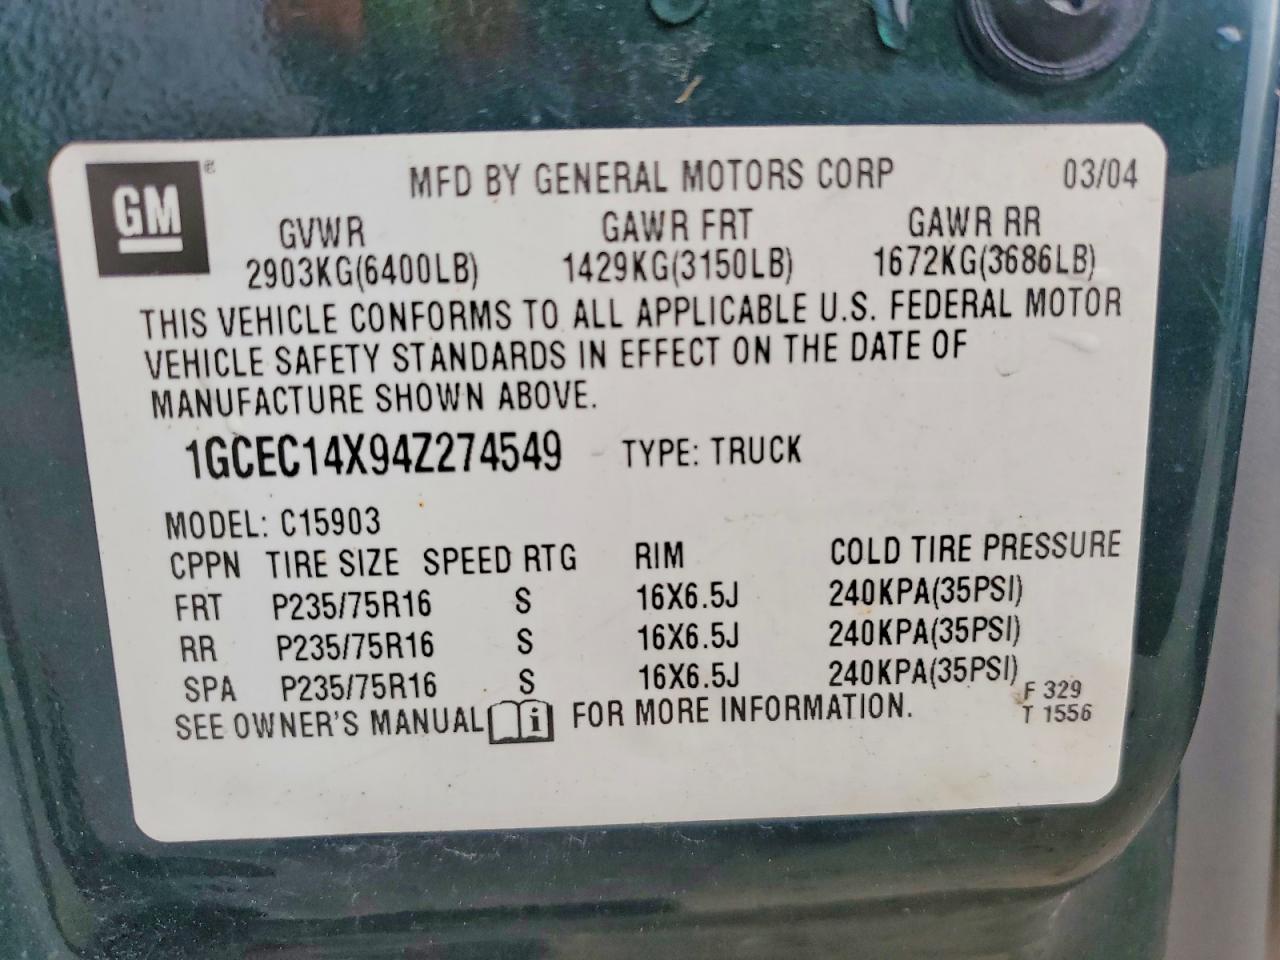 GM ®
MFD BY GENERAL MOTORS CORP 03/04
GVWR GAWR FRT GAWR RR
2903KG(6400LB) 1429KG(3150LB) 1672KG(3686LB)
THIS VEHICLE CONFORMS TO ALL APPLICABLE U.S. FEDERAL MOTOR
VEHICLE SAFETY STANDARDS IN EFFECT ON THE DATE OF
MANUFACTURE SHOWN ABOVE.
1GCEC14X94Z274549 TYPE: TRUCK
MODEL: C15903
CPPN TIRE SIZE SPEED RTG RIM COLD TIRE PRESSURE
FRT P235/75R16 S 16X6.5J 240KPA(35PSI)
RR P235/75R16 S 16X6.5J 240KPA(35PSI)
SPA P235/75R16 S 16X6.5J 240KPA(35PSI)
SEE OWNER'S MANUAL i FOR MORE INFORMATION.
F 329
T 1556